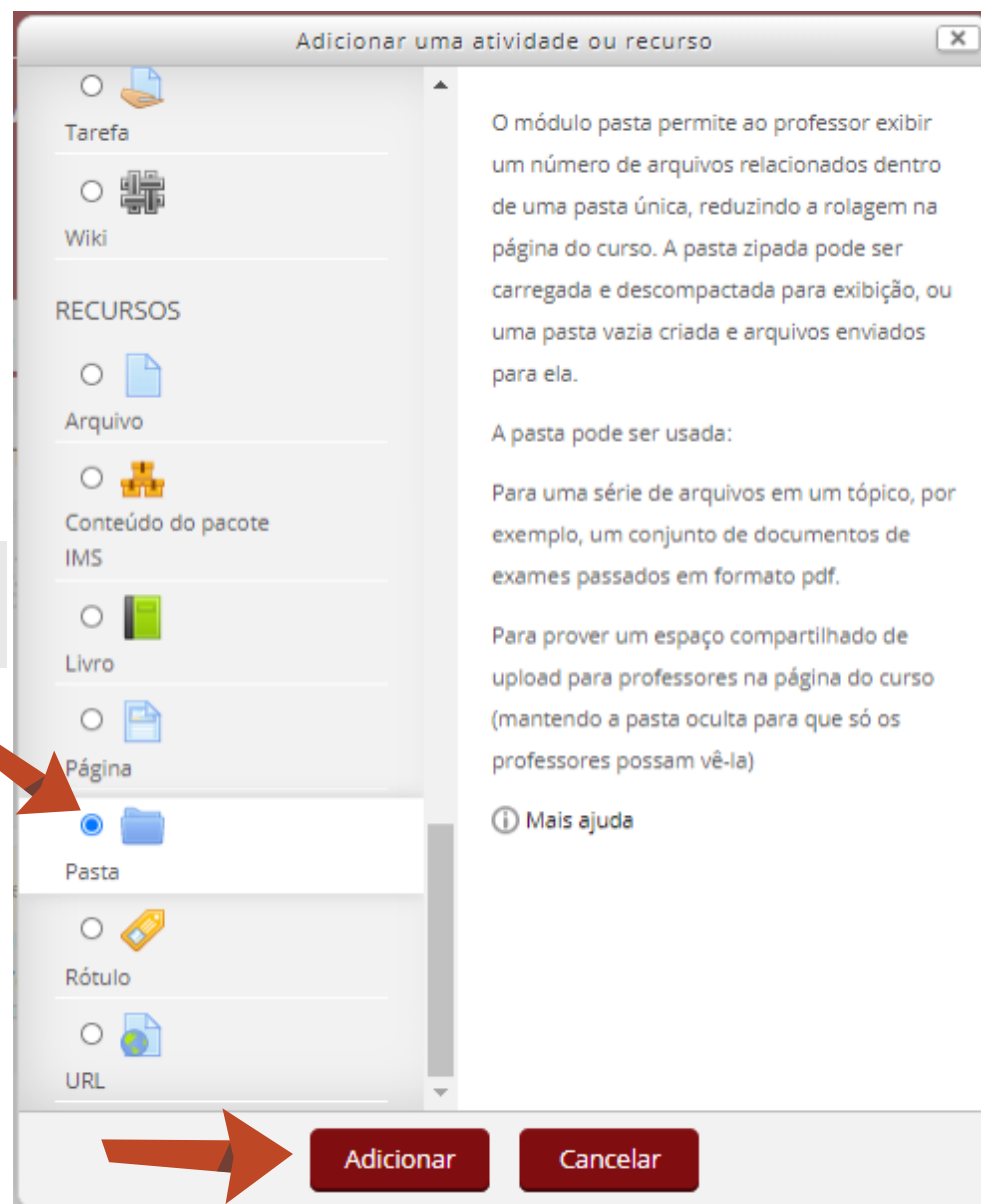 Adicionar uma atividade ou recurso
Tarefa
Wiki
RECURSOS
Arquivo
Conteúdo do pacote
IMS
Livro
Página
Pasta
Rótulo
URL
O módulo pasta permite ao professor exibir
um número de arquivos relacionados dentro
de uma pasta única, reduzindo a rolagem na
página do curso. A pasta zipada pode ser
carregada e descompactada para exibição, ou
uma pasta vazia criada e arquivos enviados
para ela.
A pasta pode ser usada:
Para uma série de arquivos em um tópico, por
exemplo, um conjunto de documentos de
exames passados em formato pdf.
Para prover um espaço compartilhado de
upload para professores na página do curso
(mantendo a pasta oculta para que só os
professores possam vê-la)
Mais ajuda
Adicionar
Cancelar